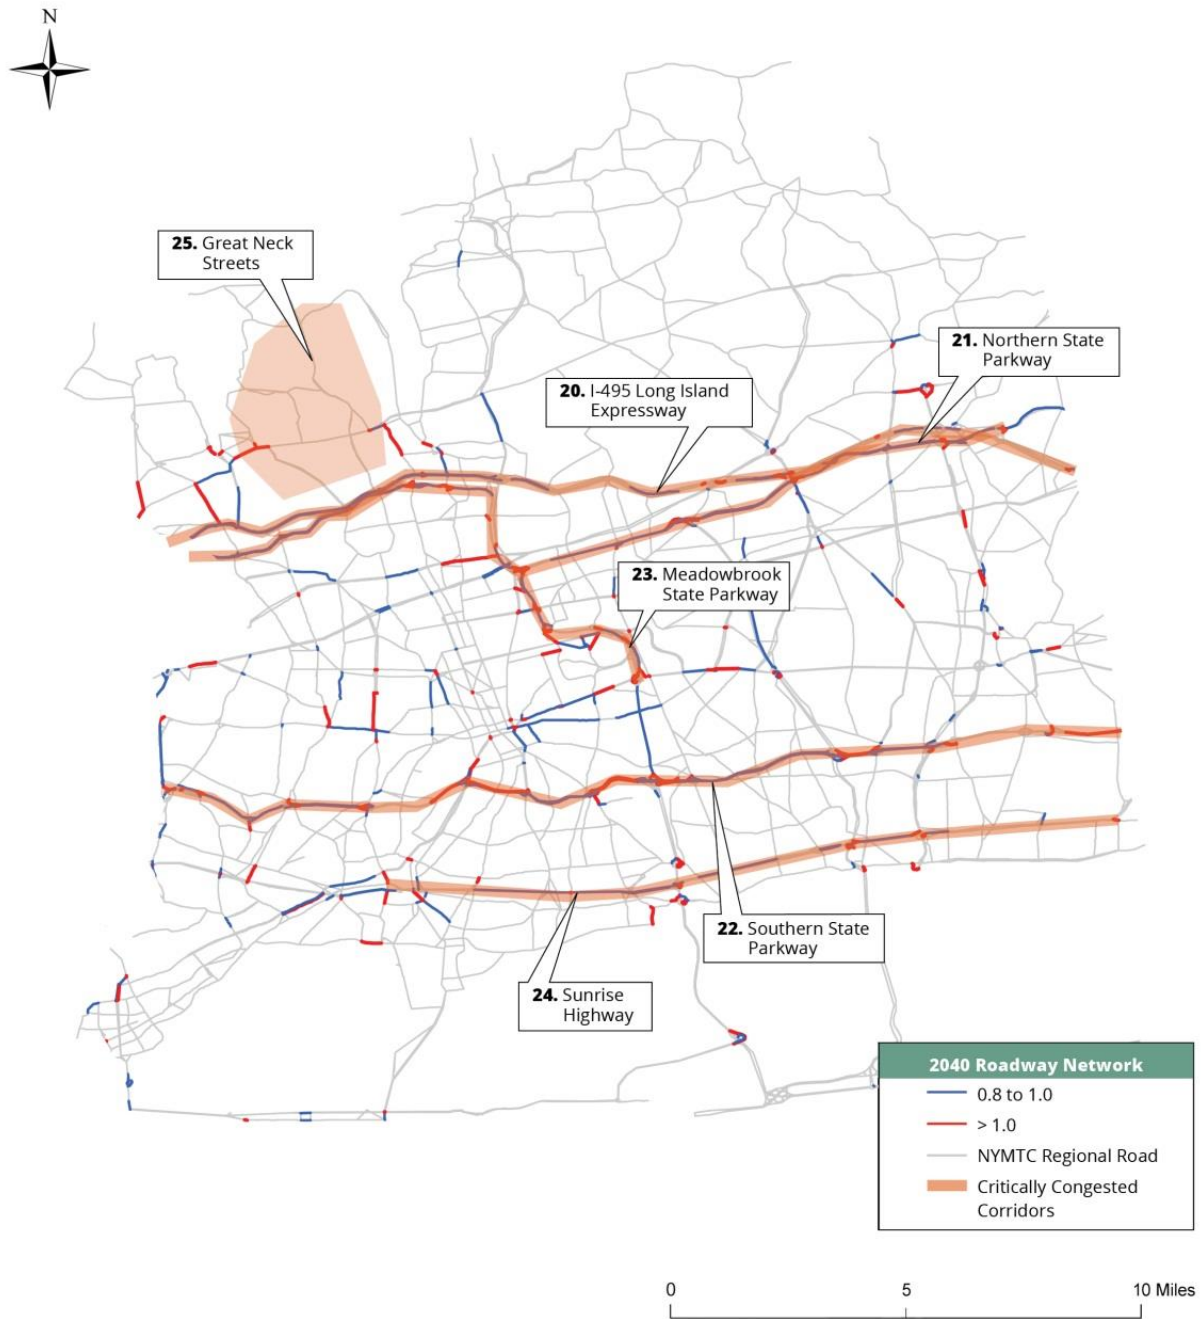 N
25. Great Neck
Streets
21. Northern State
Parkway
20. I-495 Long Island
Expressway
23. Meadowbrook
State Parkway
22. Southern State
Parkway
24. Sunrise
Highway
2040 Roadway Network
0.8 to 1.0
> 1.0
NYMTC Regional Road
Critically Congested
Corridors
0 5 10 Miles